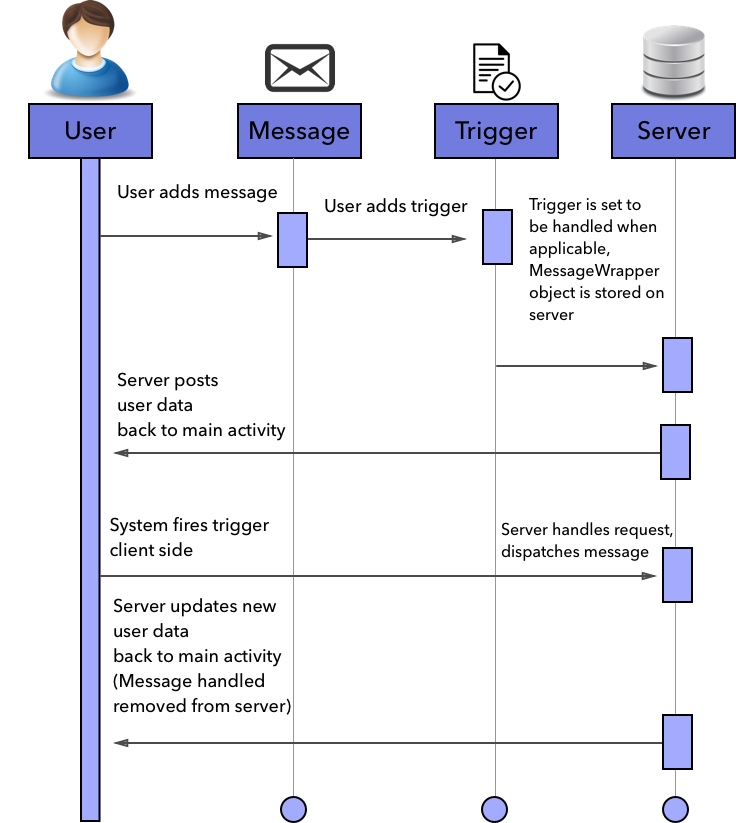 User
Message
Trigger
Server
User adds message
User adds trigger
Trigger is set to
be handled when
applicable,
MessageWrapper
object is stored on
server
Server posts
user data
back to main activity
System fires trigger
client side
Server handles request,
dispatches message
Server updates new
user data
back to main activity
(Message handled
removed from server)